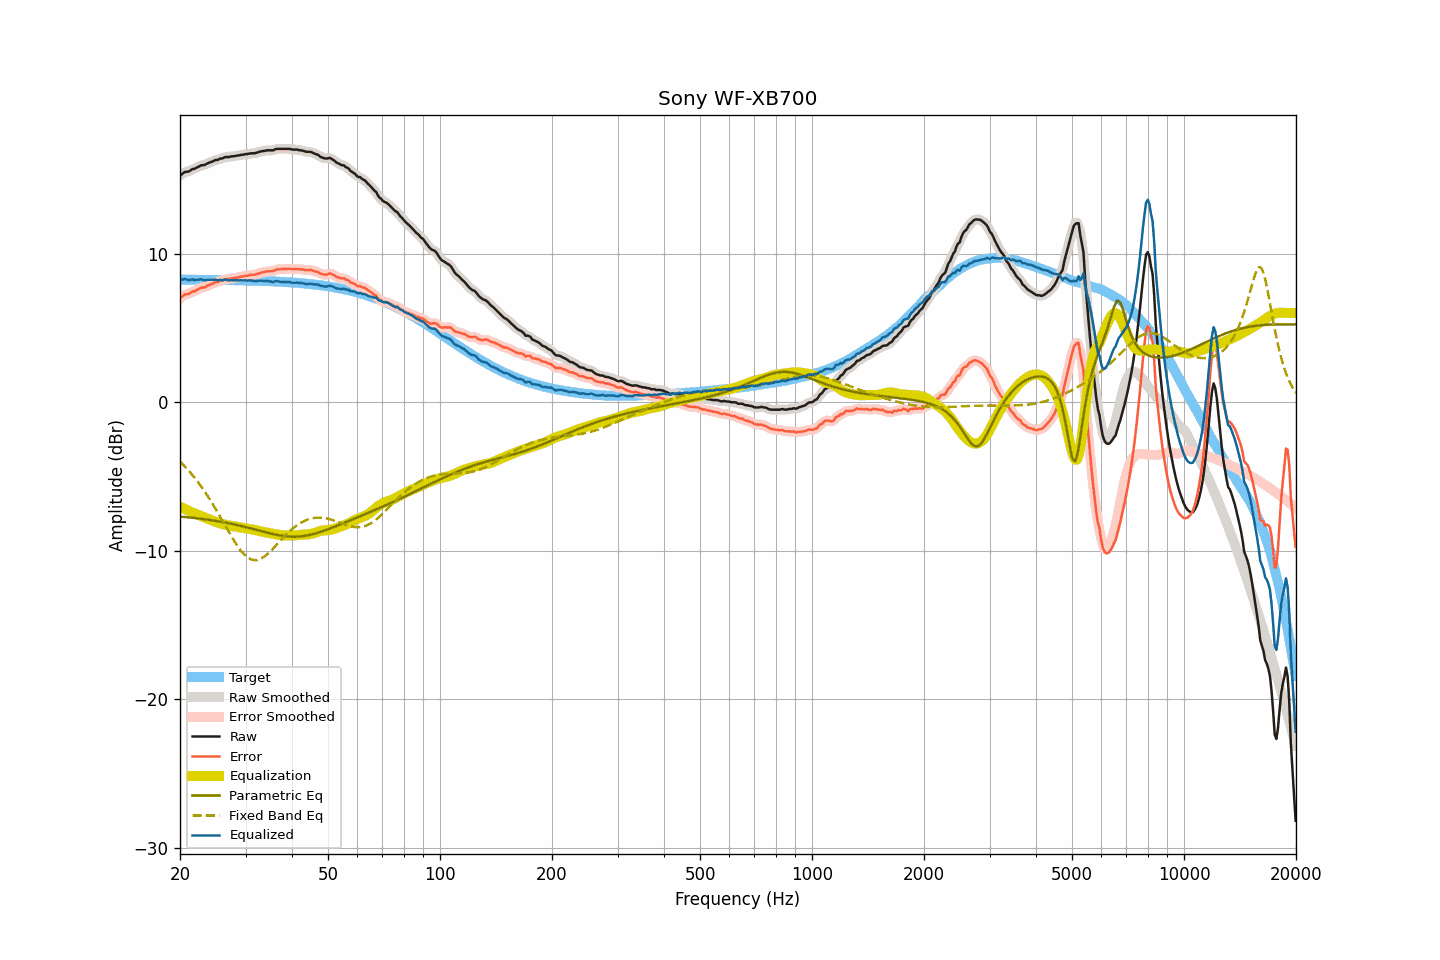 Sony WF-XB700
Amplitude (dBr)
10
0
−10
−20
−30
Target
Raw Smoothed
Error Smoothed
Raw
Error
Equalization
Parametric Eq
Fixed Band Eq
Equalized
20 50 100 200 500 1000 2000 5000 10000 20000
Frequency (Hz)